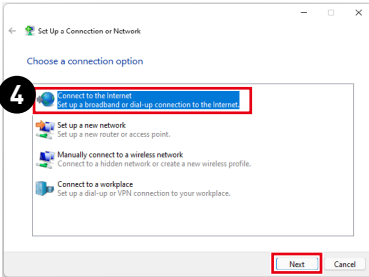 Set Up a Connection or Network
Choose a connection option
4
Connect to the Internet
Set up a broadband or dial-up connection to the Internet.
Set up a new network
Set up a new router or access point.
Manually connect to a wireless network
Connect to a hidden network or create a new wireless profile.
Connect to a workplace
Set up a dial-up or VPN connection to your workplace.
Next Cancel